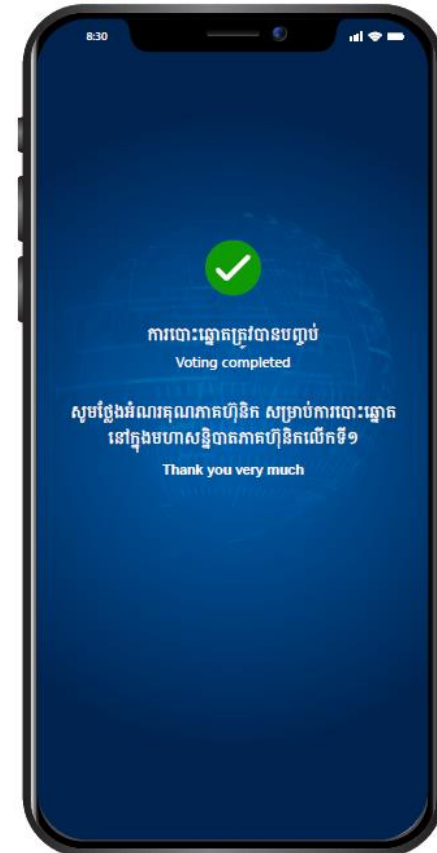 8:30
ការបោះឆ្នោតត្រូវបានបញ្ចប់
Voting completed
សូមថ្លែងអំណរគុណភាគហ៊ុនិក សម្រាប់ការបោះឆ្នោត
នៅក្នុងមហាសន្និបាតភាគហ៊ុនិកលើកទី១
Thank you very much